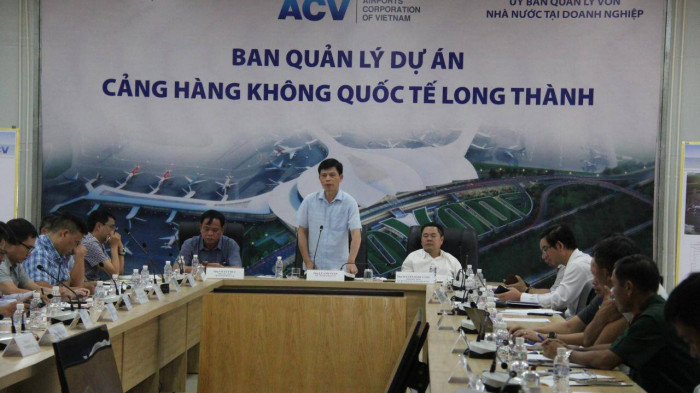 ACV
AIRPORTS
CORPORATION
OF VIETNAM
ỦY BAN QUẢN LÝ VỐN
NHÀ NƯỚC TẠI DOANH NGHIỆP
BAN QUẢN LÝ DỰ ÁN
CẢNG HÀNG KHÔNG QUỐC TẾ LONG THÀNH
ACV